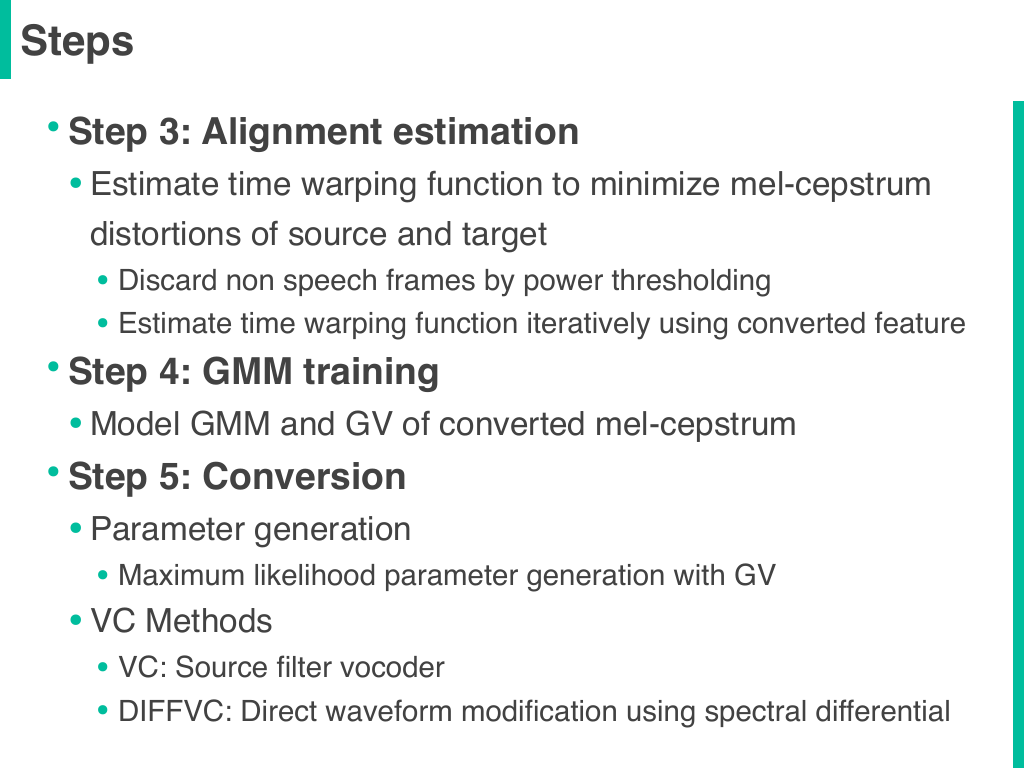 Steps
• Step 3: Alignment estimation
• Estimate time warping function to minimize mel-cepstrum
distortions of source and target
• Discard non speech frames by power thresholding
• Estimate time warping function iteratively using converted feature
• Step 4: GMM training
• Model GMM and GV of converted mel-cepstrum
• Step 5: Conversion
• Parameter generation
• Maximum likelihood parameter generation with GV
• VC Methods
• VC: Source filter vocoder
• DIFFVC: Direct waveform modification using spectral differential